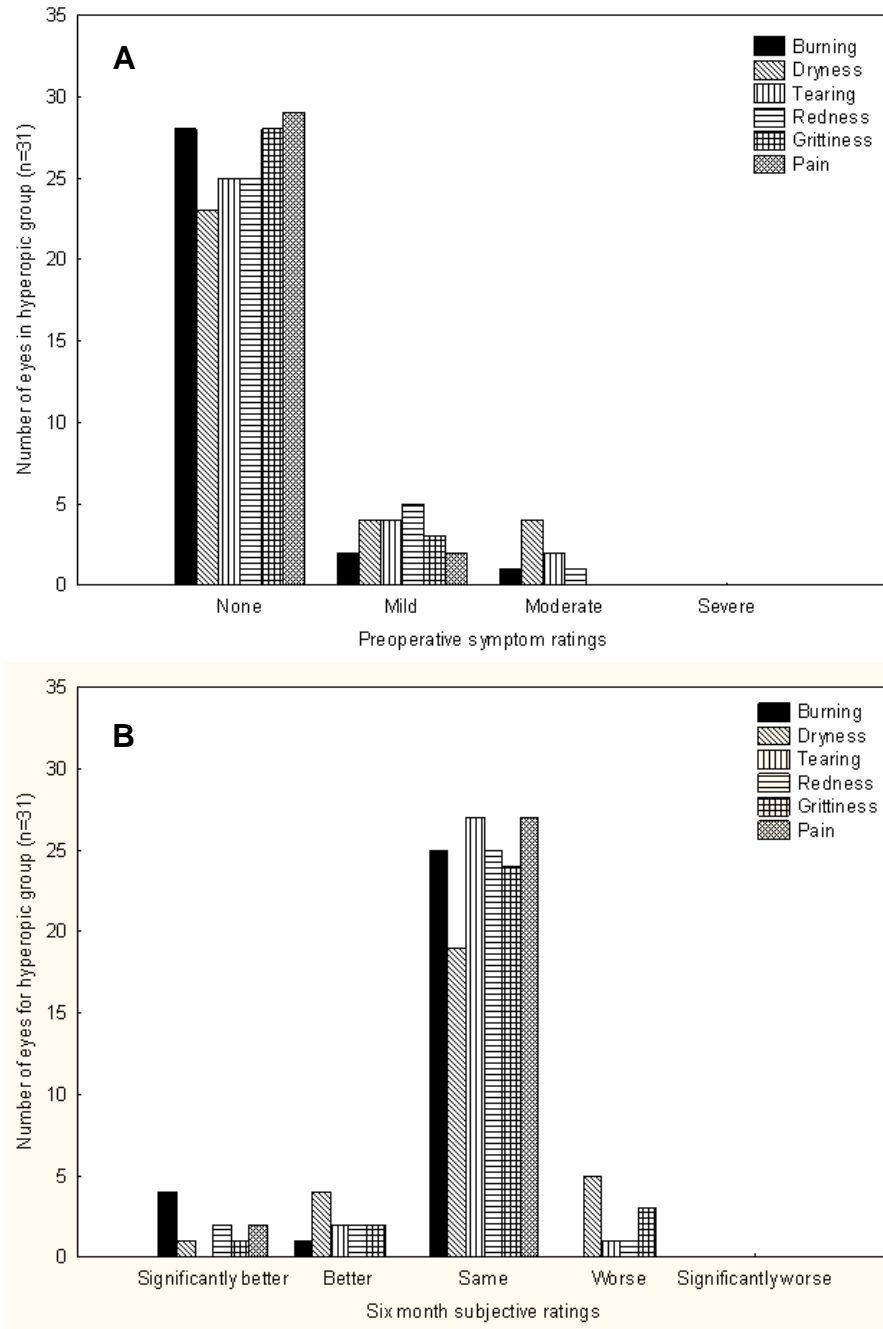 A
35
30
25
20
15
10
5
0
Number of eyes in hyperopic group (n=31)
Burning
Dryness
Tearing
Redness
Grittiness
Pain
None Mild Moderate Severe
Preoperative symptom ratings
B
35
30
25
20
15
10
5
0
Number of eyes for hyperopic group (n=31)
Burning
Dryness
Tearing
Redness
Grittiness
Pain
Significantly better Better Same Worse Significantly worse
Six month subjective ratings